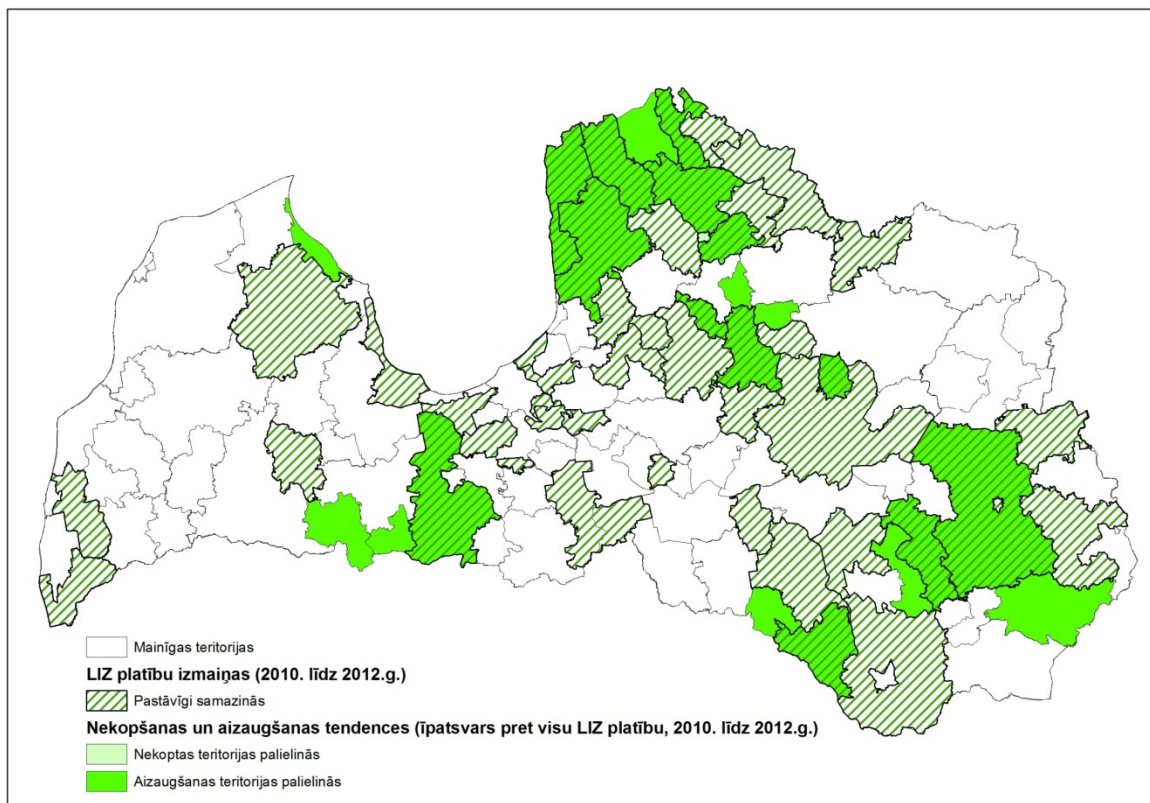 Mainīgas teritorijas
LIZ platību izmaiņas (2010. līdz 2012.g.)
Pastāvīgi samazinās
Nekopšanas un aizaugšanas tendences (īpatsvars pret visu LIZ platību, 2010. līdz 2012.g.)
Nekoptas teritorijas palielinās
Aizaugšanas teritorijas palielinās